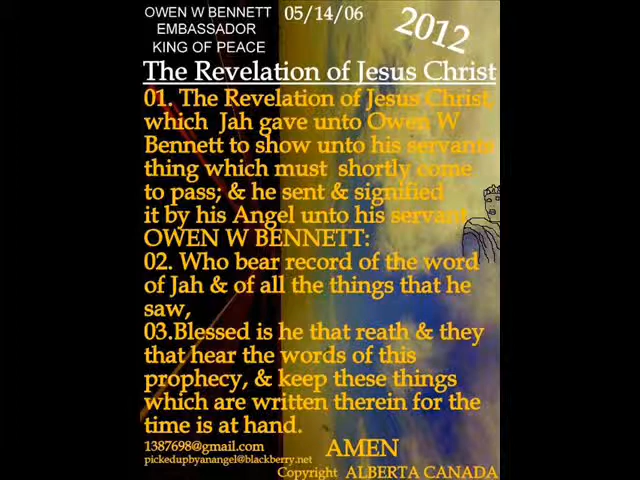 OWEN W BENNETT 05/14/06 2012
EMBASSADOR
KING OF PEACE
The Revelation of Jesus Christ
01. The Revelation of Jesus Christ,
which Jah gave unto Owen W
Bennett to show unto his servants
thing which must shortly come
to pass; & he sent & signified
it by his Angel unto his servant
OWEN W BENNETT:
02. Who bear record of the word
of Jah & of all the things that he
saw,
03.Blessed is he that reath & they
that hear the words of this
prophecy, & keep these things
which are written therein for the
time is at hand.
1387698@gmail.com AMEN
pickedupbyanangel@blackberry.net
Copyright ALBERTA CANADA